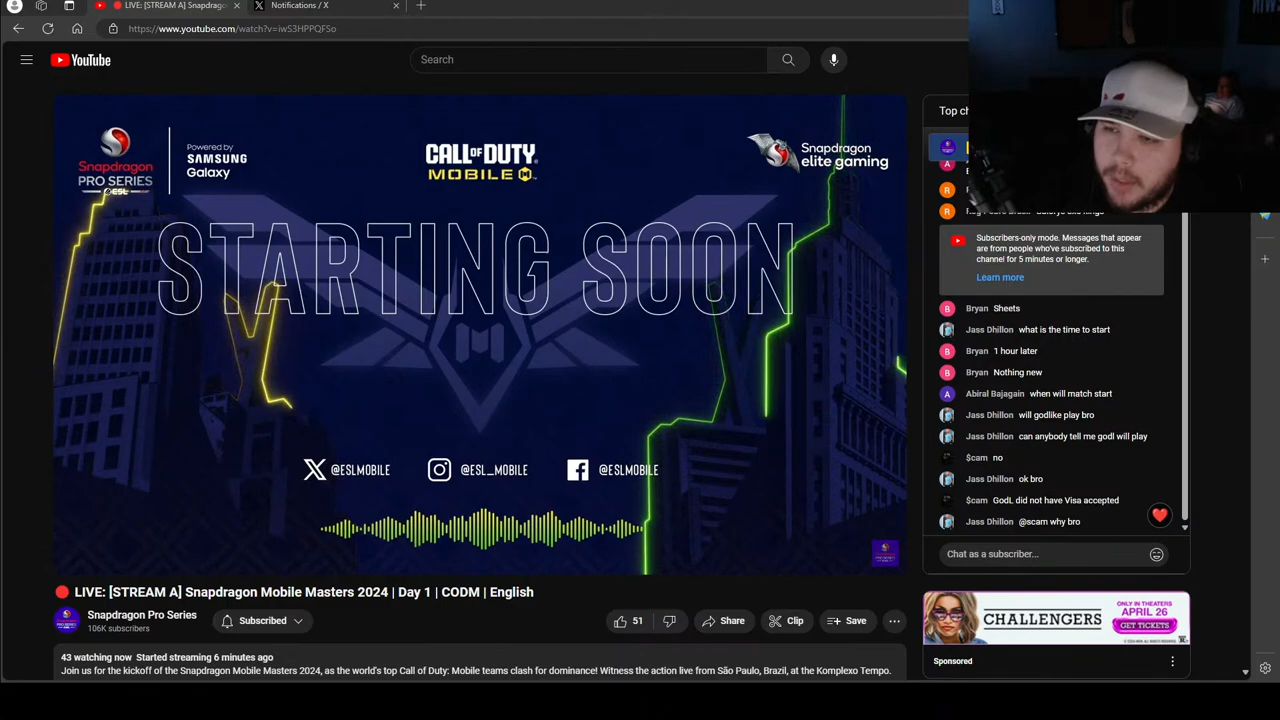 LIVE: [STREAM A] Snapdrago
Notifications / X
https://www.youtube.com/watch?v=iwS3HPPQFSo
YouTube
Search
Snapdragon
PRO SERIES
ESL
Powered by
SAMSUNG
Galaxy
CALL OF DUTY
MOBILE
Snapdragon
elite gaming
STARTING SOON
@ESLMOBILE
@ESL_MOBILE
@ESLMOBILE
LIVE: [STREAM A] Snapdragon Mobile Masters 2024 | Day 1 | CODM | English
Snapdragon Pro Series
106K subscribers
Subscribed
51
Share
Clip
Save
43 watching now Started streaming 6 minutes ago
Join us for the kickoff of the Snapdragon Mobile Masters 2024, as the world's top Call of Duty: Mobile teams clash for dominance! Witness the action live from São Paulo, Brazil, at the Komplexo Tempo.
Top c
Subscribers-only mode. Messages that appear
are from people who've subscribed to this
channel for 5 minutes or longer.
Learn more
B Bryan Sheets
Jass Dhillon what is the time to start
B Bryan 1 hour later
B Bryan Nothing new
A Abiral Bajagain when will match start
Jass Dhillon will godlike play bro
Jass Dhillon can anybody tell me godl will play
$cam no
Jass Dhillon ok bro
$cam GodL did not have Visa accepted
Jass Dhillon @scam why bro
Chat as a subscriber...
CHALLENGERS
ONLY IN THEATERS
APRIL 26
GET TICKETS
Sponsored